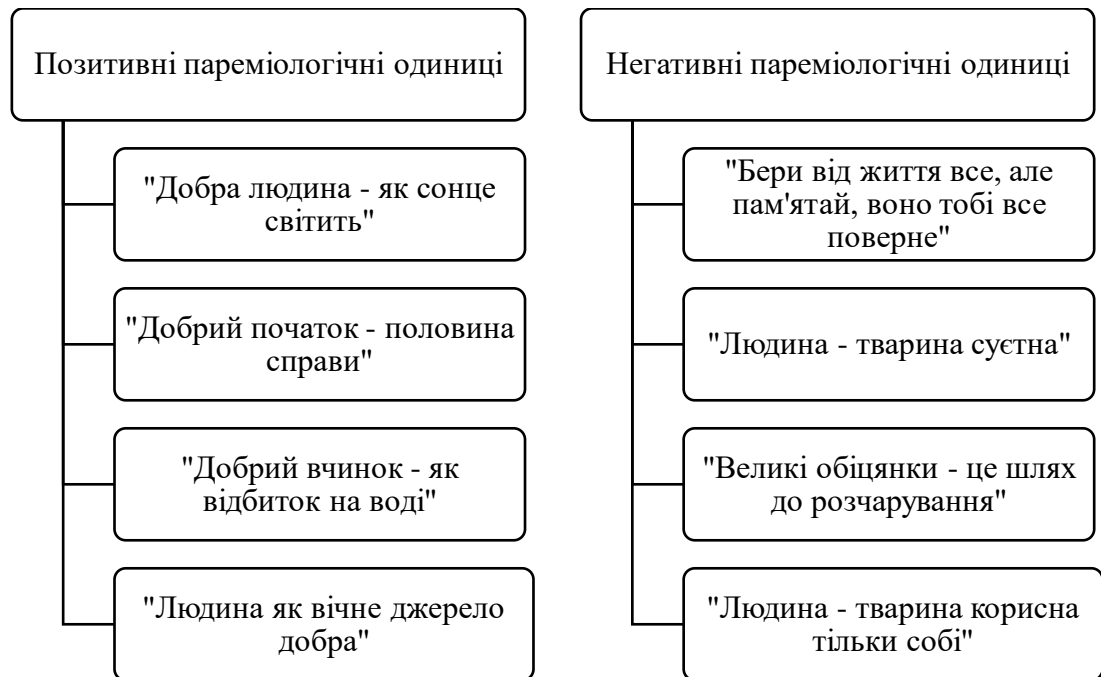 Позитивні пареміологічні одиниці
"Добра людина - як сонце
світить"
"Добрий початок - половина
справи"
"Добрий вчинок - як
відбиток на воді"
"Людина як вічне джерело
добра"
Негативні пареміологічні одиниці
"Бери від життя все, але
пам'ятай, воно тобі все
поверне"
"Людина - тварина суєтна"
"Великі обіцянки - це шлях
до розчарування"
"Людина - тварина корисна
тільки собі"